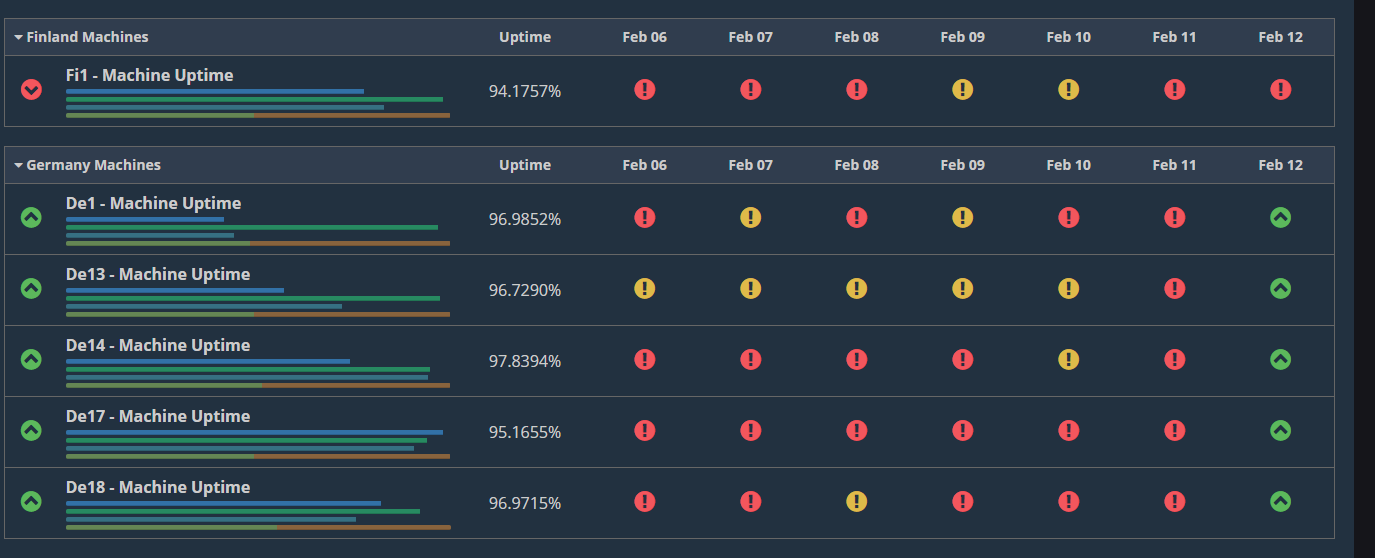 Finland Machines Uptime Feb 06 Feb 07 Feb 08 Feb 09 Feb 10 Feb 11 Feb 12
Fi1 - Machine Uptime 94.1757%
Germany Machines Uptime Feb 06 Feb 07 Feb 08 Feb 09 Feb 10 Feb 11 Feb 12
De1 - Machine Uptime 96.9852%
De13 - Machine Uptime 96.7290%
De14 - Machine Uptime 97.8394%
De17 - Machine Uptime 95.1655%
De18 - Machine Uptime 96.9715%